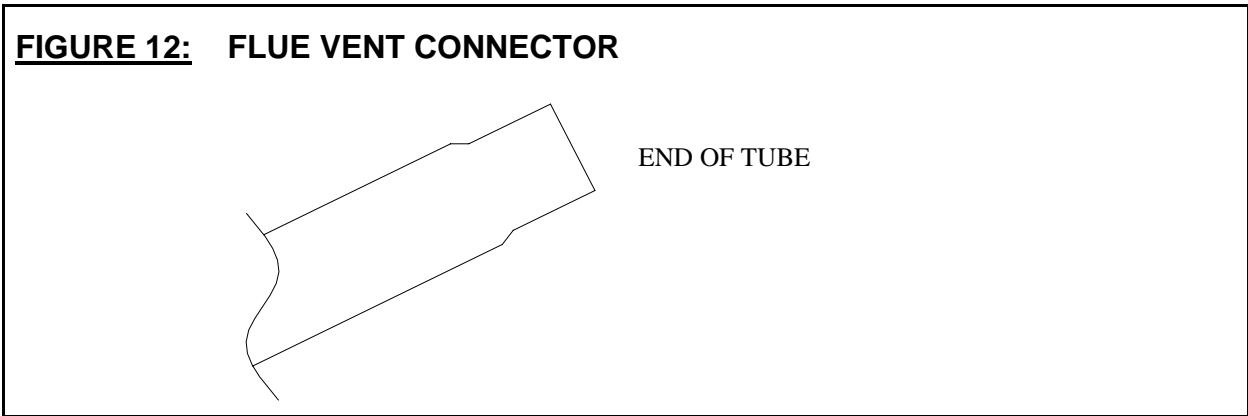 FIGURE 12: FLUE VENT CONNECTOR
END OF TUBE